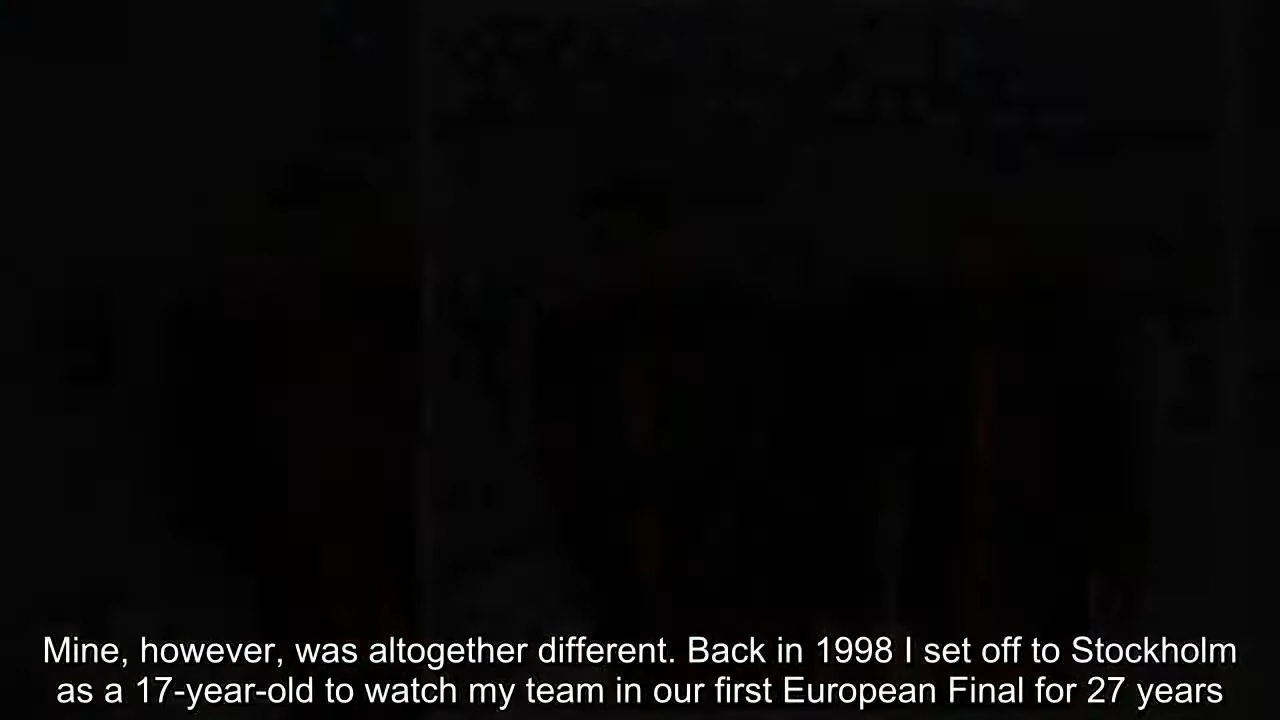 Mine, however, was altogether different. Back in 1998 I set off to Stockholm
as a 17-year-old to watch my team in our first European Final for 27 years